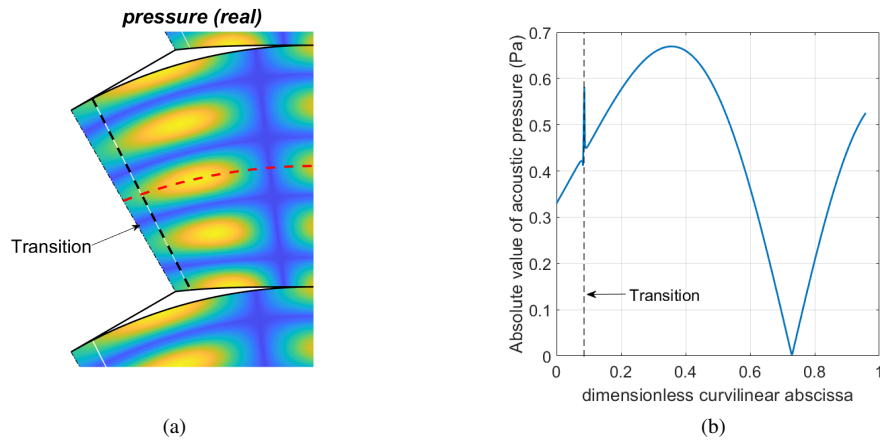 pressure (real)
Transition
(a)
0.7
0.6
0.5
0.4
0.3
0.2
0.1
0
Absolute value of acoustic pressure (Pa)
Transition
0
0.2
0.4
0.6
0.8
1
dimensionless curvilinear abscissa
(b)